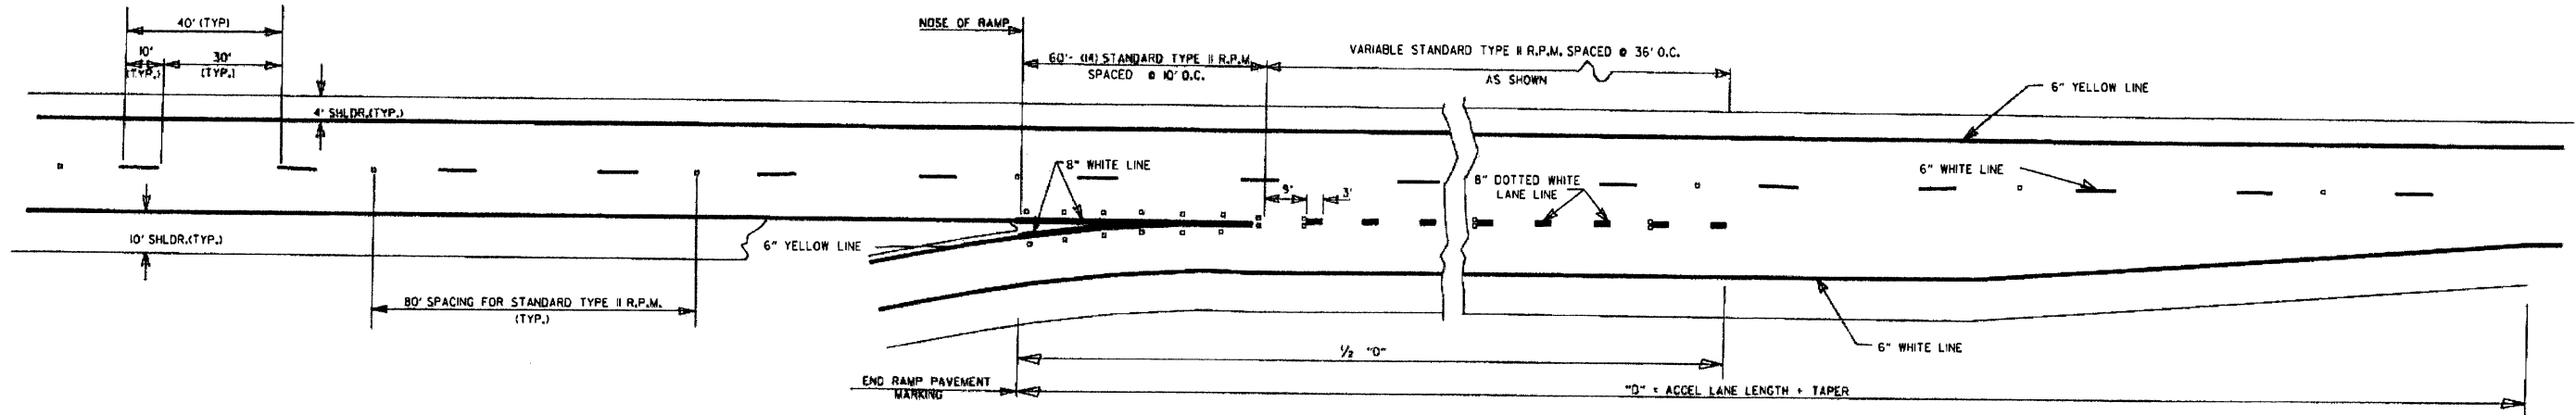 40' (TYP)
10'
(TYP.)
30'
(TYP.)
4' SHLDR.(TYP.)
10' SHLDR.(TYP.)
80' SPACING FOR STANDARD TYPE II R.P.M.
(TYP.)
NOSE OF RAMP
60'- (14) STANDARD TYPE II R.P.M.
SPACED @ 10' O.C.
VARIABLE STANDARD TYPE II R.P.M. SPACED @ 36' O.C.
AS SHOWN
6" YELLOW LINE
8" WHITE LINE
6" YELLOW LINE
9'
3'
8" DOTTED WHITE
LANE LINE
6" WHITE LINE
6" WHITE LINE
½ "D"
END RAMP PAVEMENT
MARKING
"D" = ACCEL LANE LENGTH + TAPER